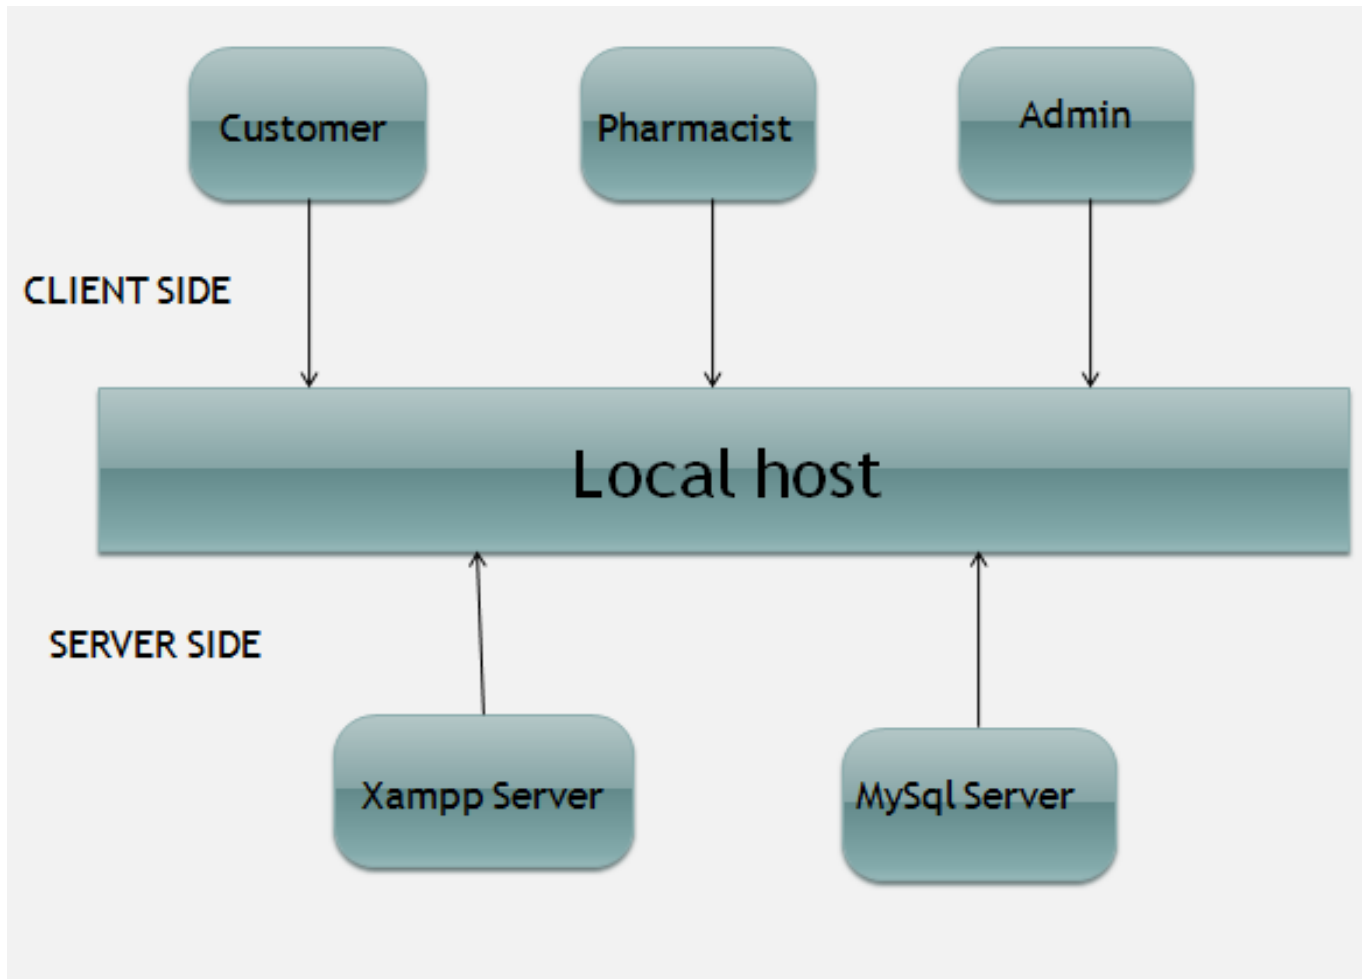 Customer
Pharmacist
Admin
CLIENT SIDE
Local host
SERVER SIDE
Xampp Server
MySql Server